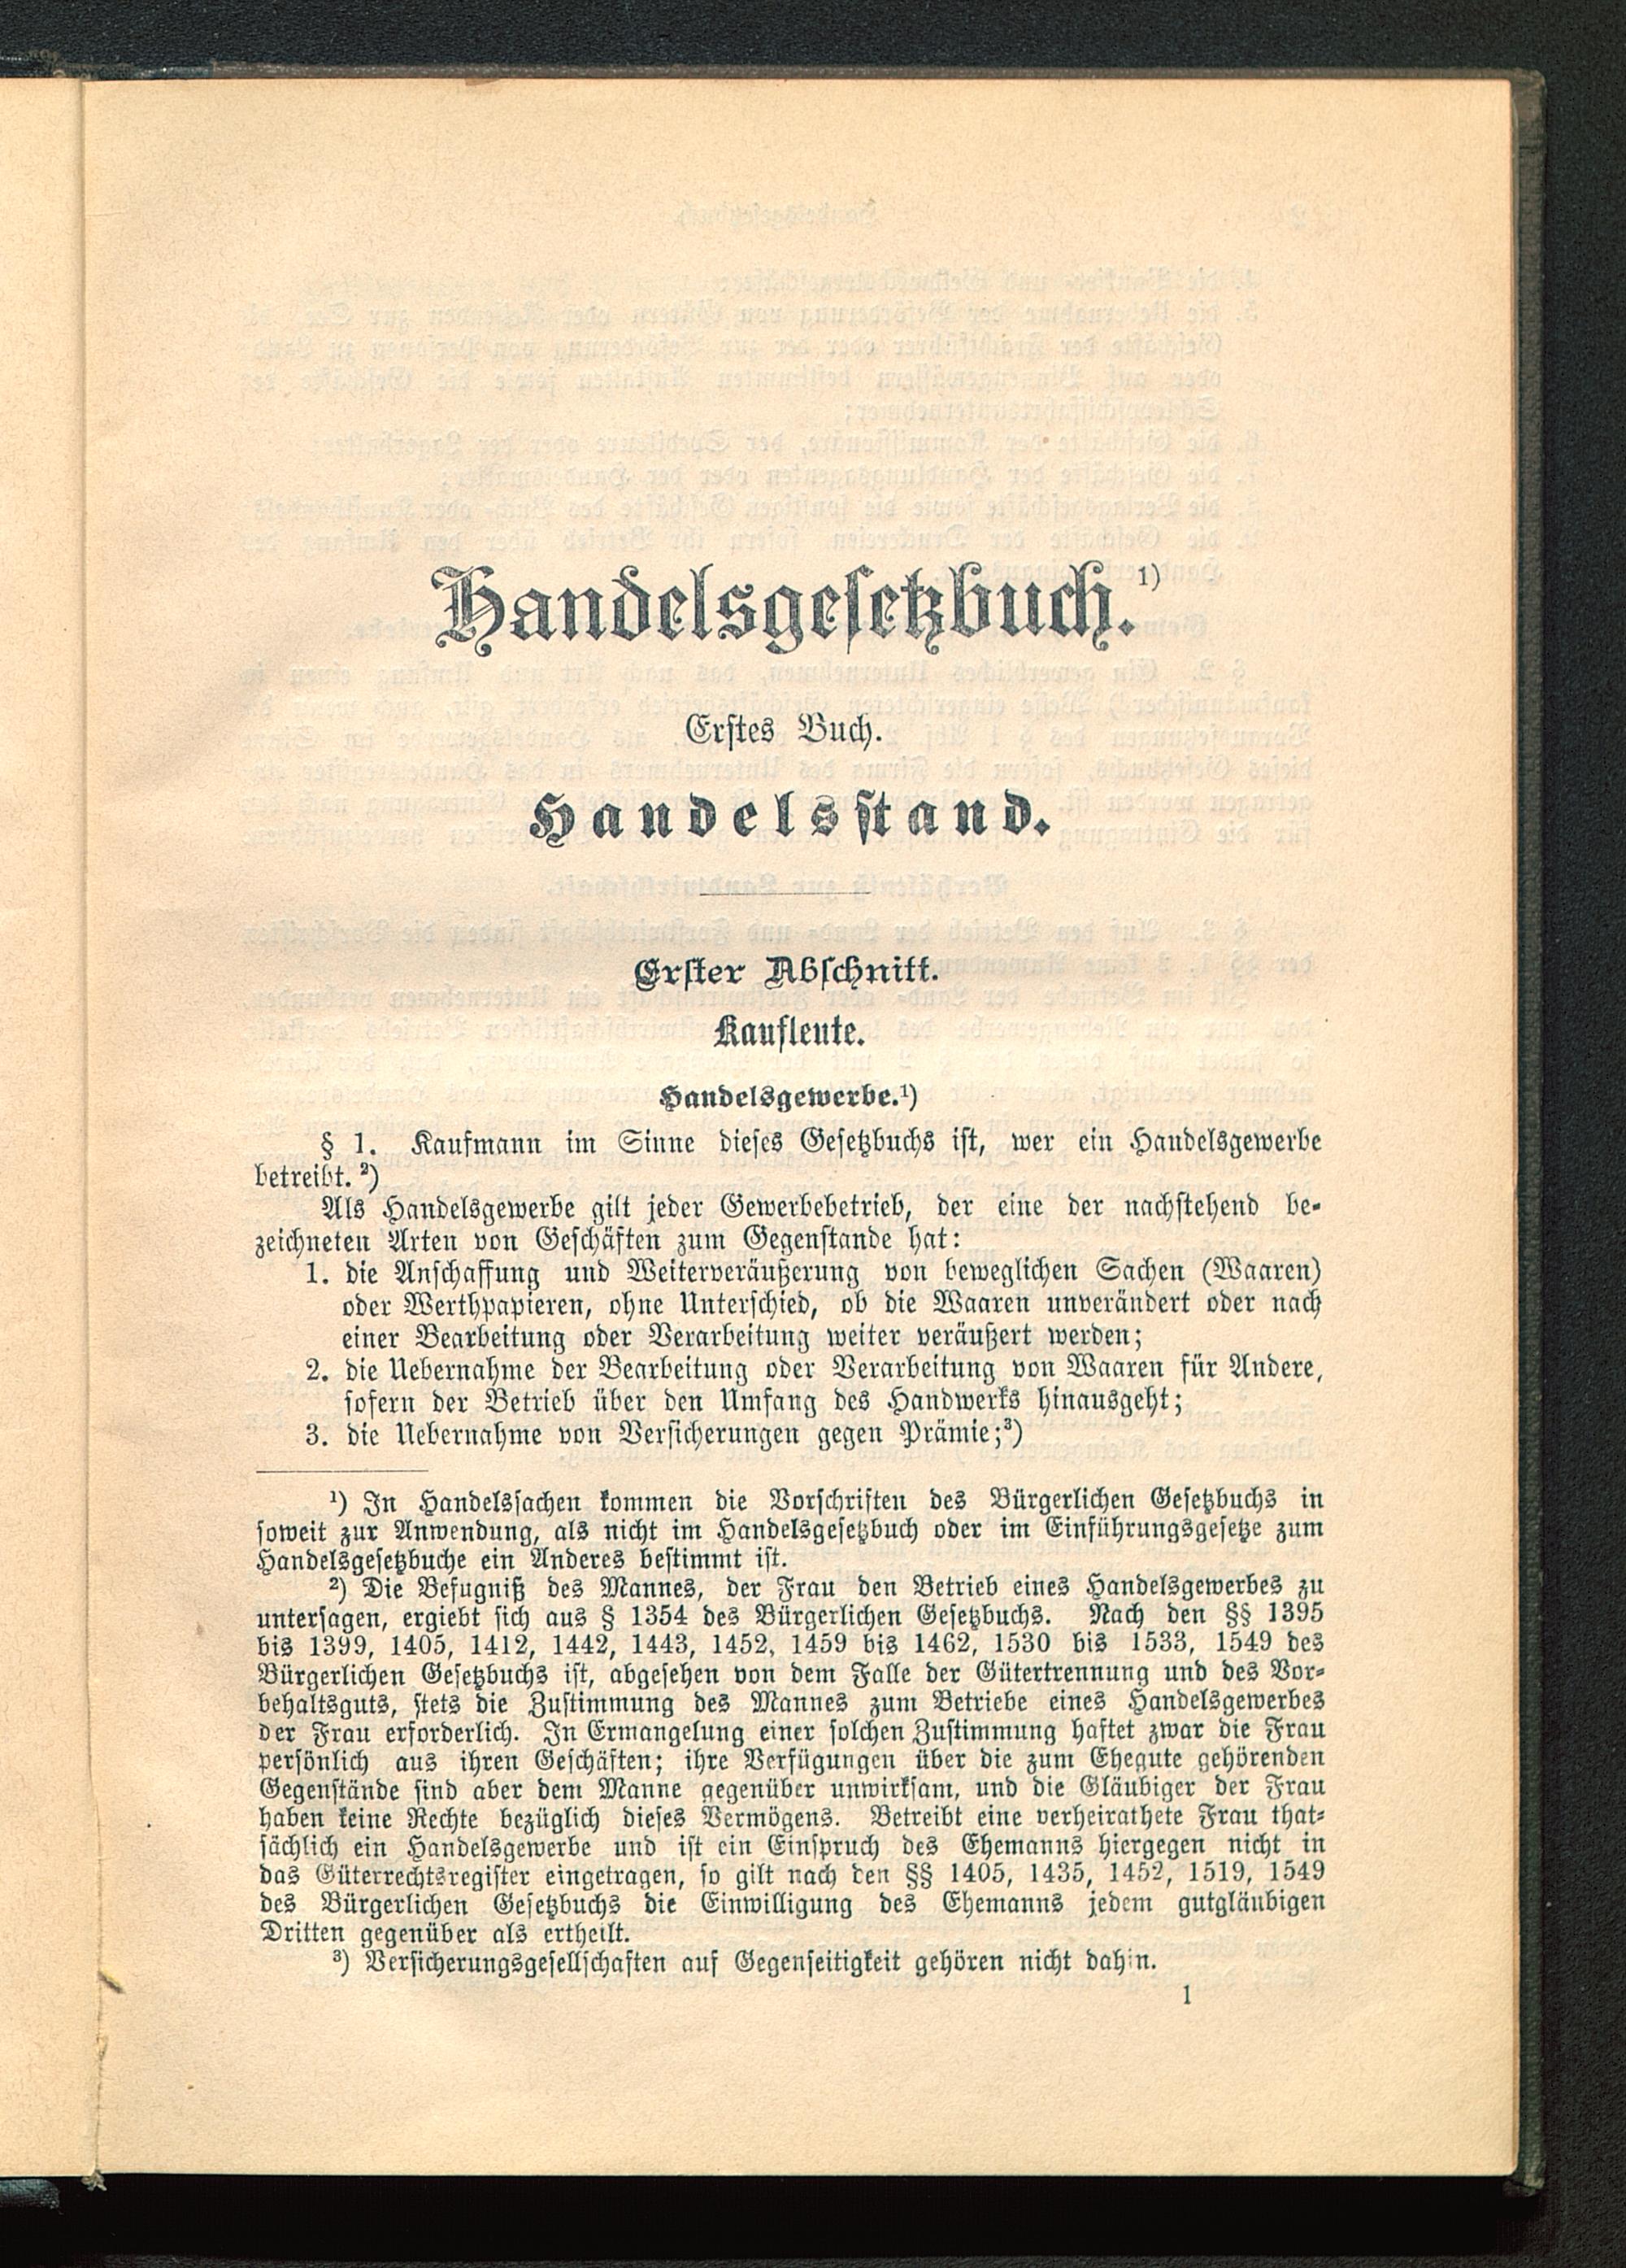 Handelsgesetzbuch.¹)
Erstes Buch.
Handelsstand.
Erster Abschnitt.
Kaufleute.
Handelsgewerbe.¹)
§ 1. Kaufmann im Sinne dieses Gesetzbuchs ist, wer ein Handelsgewerbe
betreibt.²)
Als Handelsgewerbe gilt jeder Gewerbebetrieb, der eine der nachstehend be-
zeichneten Arten von Geschäften zum Gegenstande hat:
1. die Anschaffung und Weiterveräußerung von beweglichen Sachen (Waaren)
oder Werthpapieren, ohne Unterschied, ob die Waaren unverändert oder nach
einer Bearbeitung oder Verarbeitung weiter veräußert werden;
2. die Uebernahme der Bearbeitung oder Verarbeitung von Waaren für Andere,
sofern der Betrieb über den Umfang des Handwerks hinausgeht;
3. die Uebernahme von Versicherungen gegen Prämie;³)
¹) In Handelssachen kommen die Vorschriften des Bürgerlichen Gesetzbuchs in
soweit zur Anwendung, als nicht im Handelsgesetzbuch oder im Einführungsgesetze zum
Handelsgesetzbuche ein Anderes bestimmt ist.
²) Die Befugniß des Mannes, der Frau den Betrieb eines Handelsgewerbes zu
untersagen, ergiebt sich aus § 1354 des Bürgerlichen Gesetzbuchs. Nach den §§ 1395
bis 1399, 1405, 1412, 1442, 1443, 1452, 1459 bis 1462, 1530 bis 1533, 1549 des
Bürgerlichen Gesetzbuchs ist, abgesehen von dem Falle der Gütertrennung und des Vor-
behaltsguts, stets die Zustimmung des Mannes zum Betriebe eines Handelsgewerbes
der Frau erforderlich. In Ermangelung einer solchen Zustimmung haftet zwar die Frau
persönlich aus ihren Geschäften; ihre Verfügungen über die zum Ehegute gehörenden
Gegenstände sind aber dem Manne gegenüber unwirksam, und die Gläubiger der Frau
haben keine Rechte bezüglich dieses Vermögens. Betreibt eine verheirathete Frau that-
sächlich ein Handelsgewerbe und ist ein Einspruch des Ehemanns hiergegen nicht in
das Güterrechtsregister eingetragen, so gilt nach den §§ 1405, 1435, 1452, 1519, 1549
des Bürgerlichen Gesetzbuchs die Einwilligung des Ehemanns jedem gutgläubigen
Dritten gegenüber als ertheilt.
³) Versicherungsgesellschaften auf Gegenseitigkeit gehören nicht dahin.
1